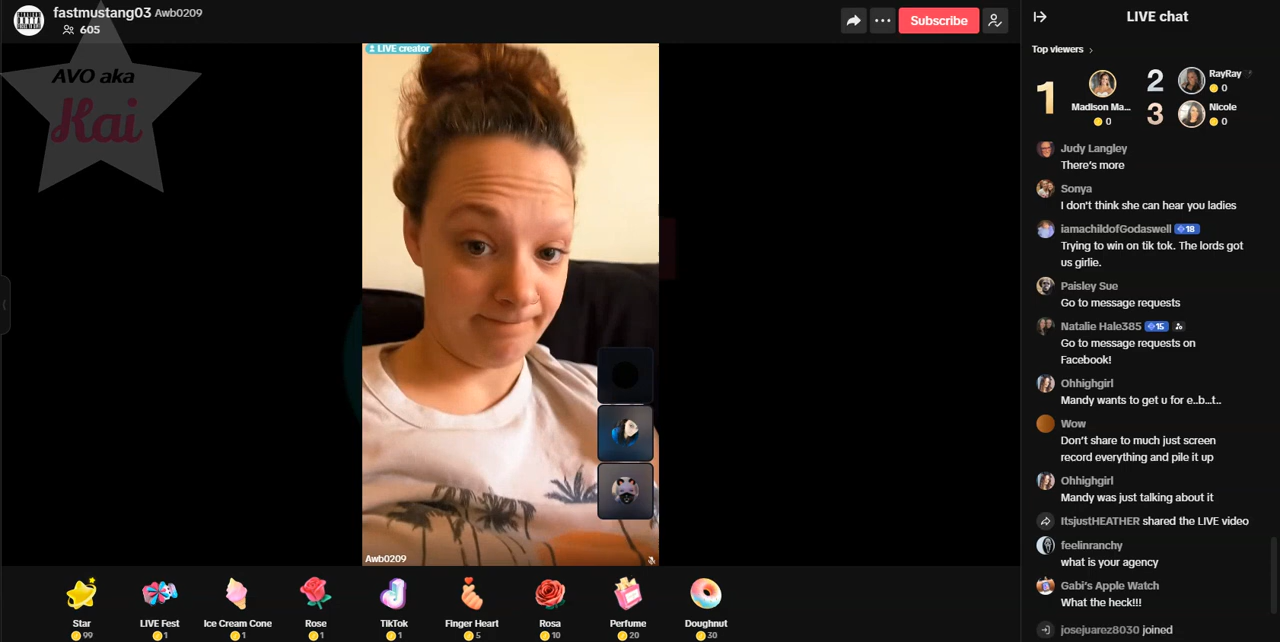 fastmustang03 Awb0209
605
Subscribe
LIVE chat
AVO aka
Kai
LIVE creator
Top viewers
1
Madison Ma...
0
2
RayRay
0
3
Nicole
0
Judy Langley
There's more
Sonya
I don't think she can hear you ladies
iamachildofGodaswell 18
Trying to win on tik tok. The lords got
us girlie.
Paisley Sue
Go to message requests
Natalie Hale385 15
Go to message requests on
Facebook!
Ohhighgirl
Mandy wants to get u for e..b...t..
Wow
Don't share to much just screen
record everything and pile it up
Ohhighgirl
Mandy was just talking about it
ItsjustHEATHER shared the LIVE video
feelinranchy
what is your agency
Gabi's Apple Watch
What the heck!!!
josejuarez8030 joined
Awb0209
Star
99
LIVE Fest
1
Ice Cream Cone
1
Rose
1
TikTok
1
Finger Heart
5
Rosa
10
Perfume
20
Doughnut
30